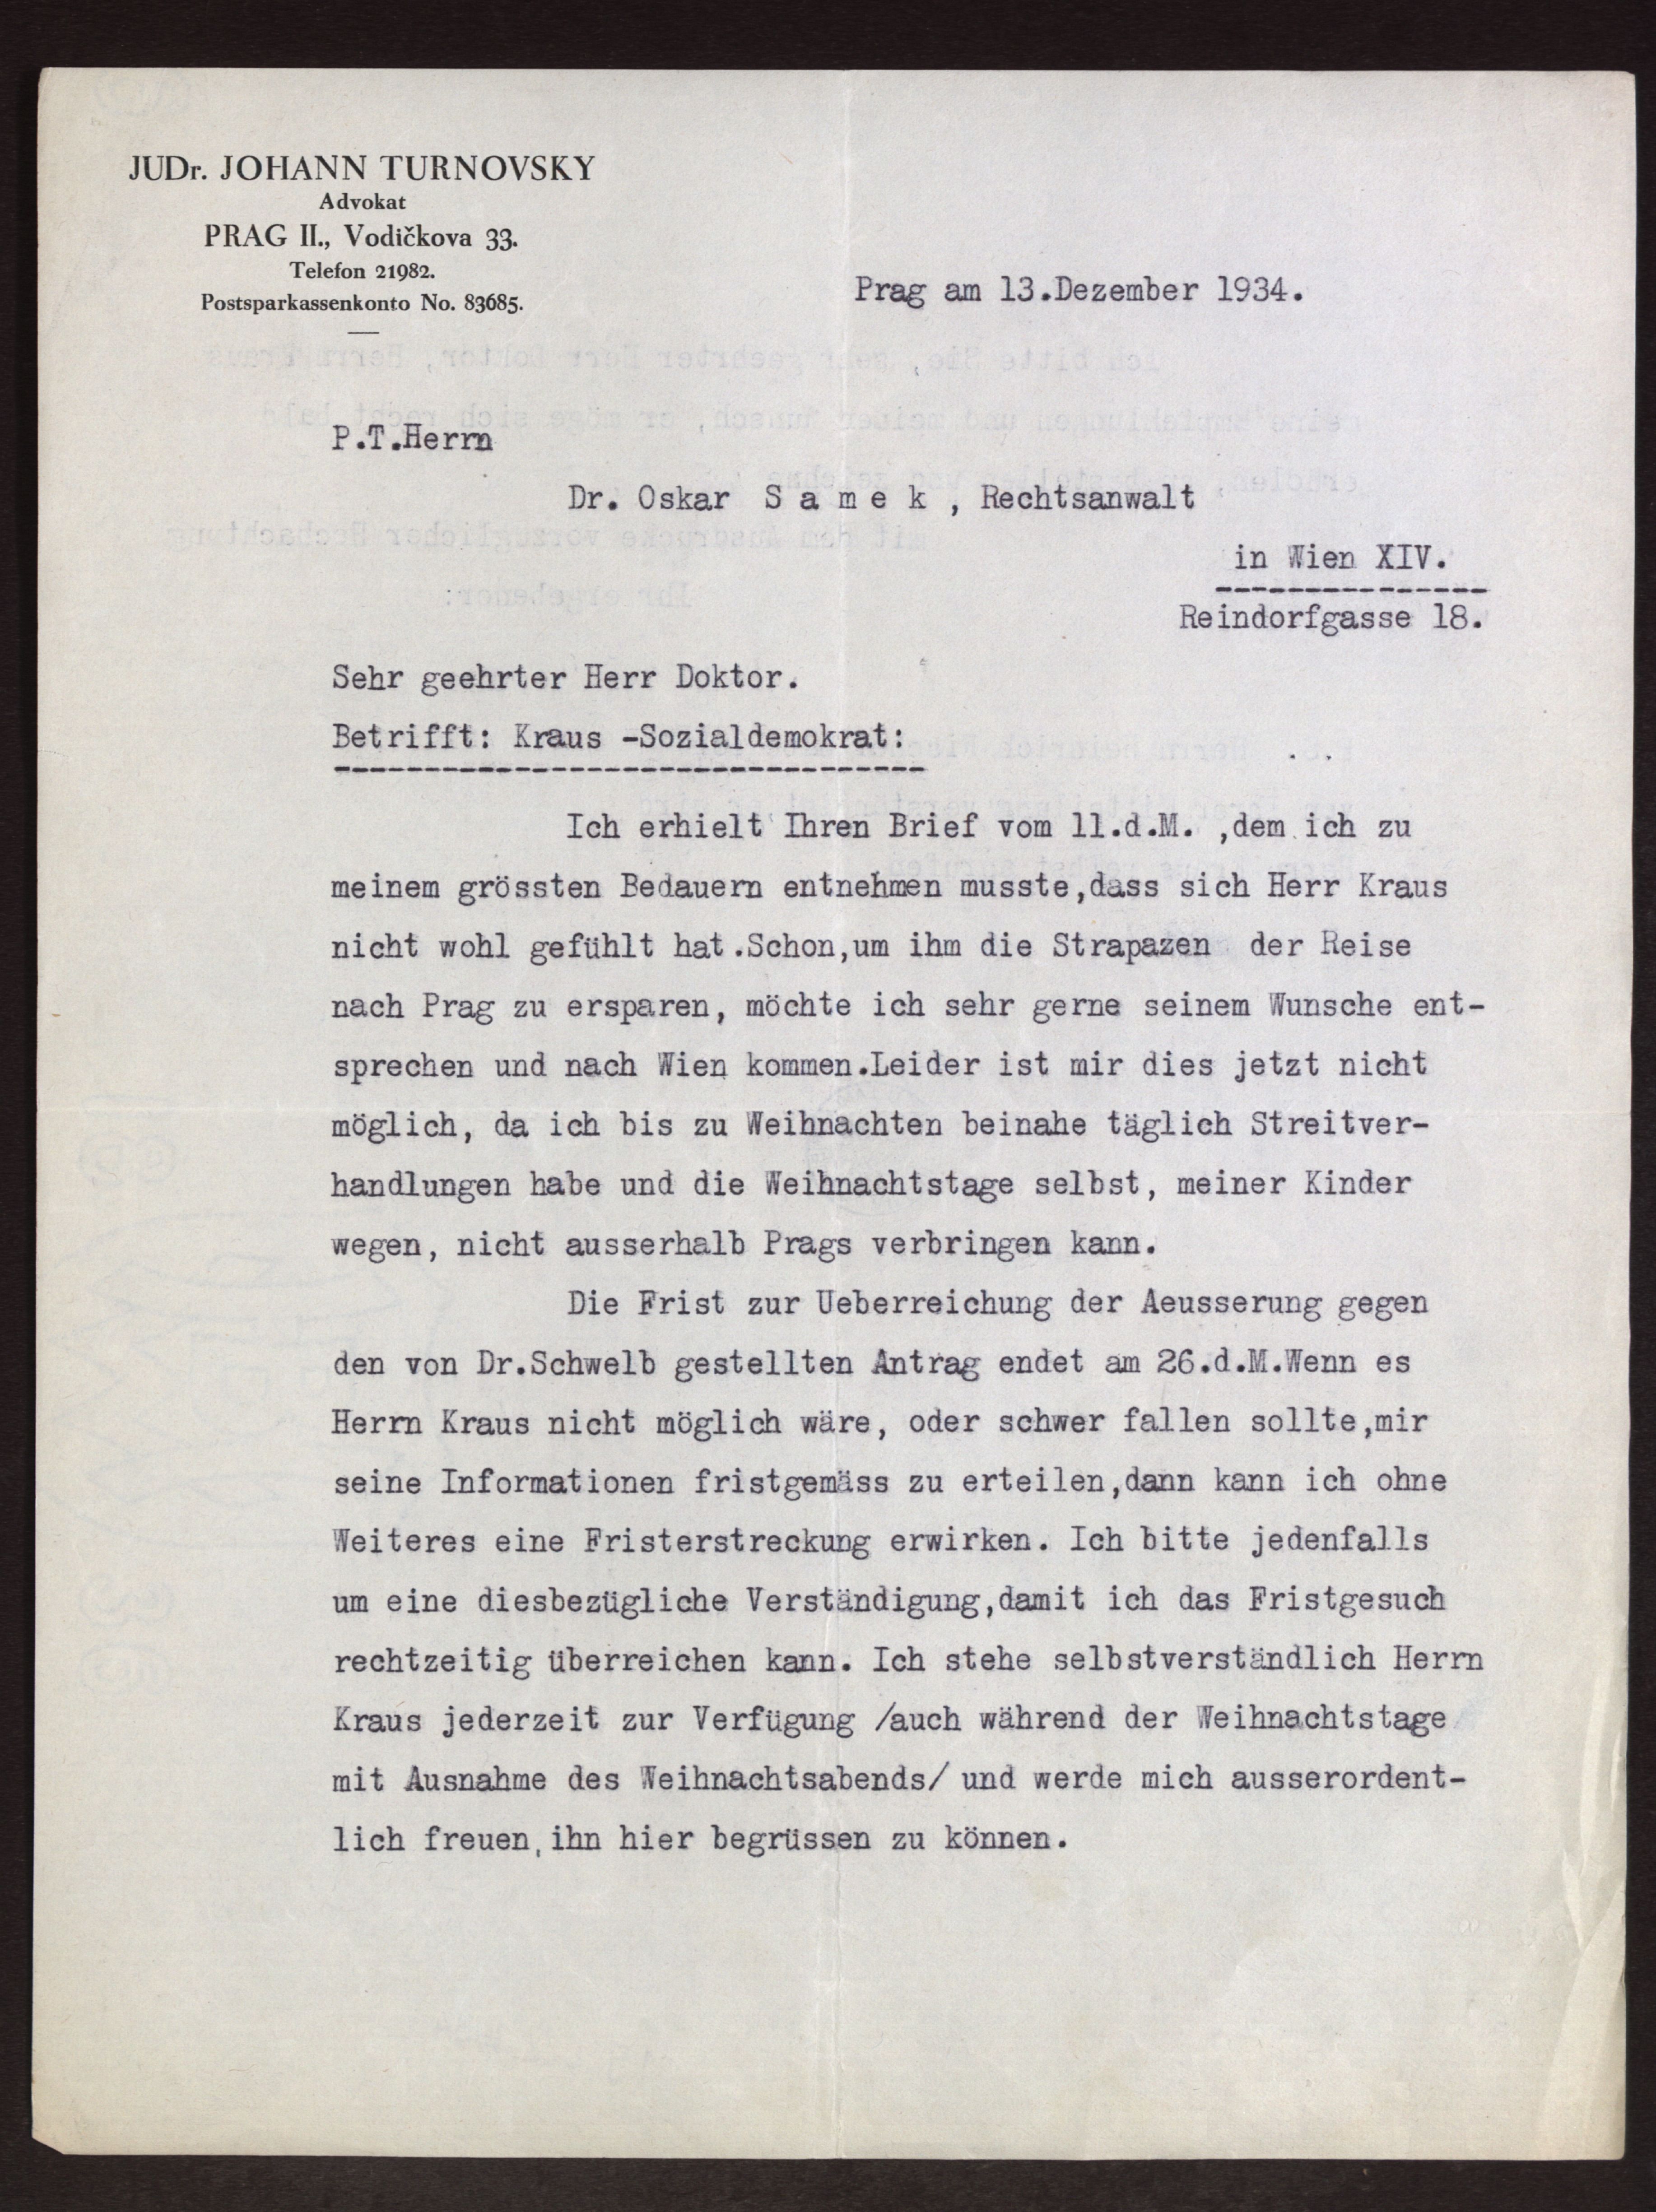 JUDr. JOHANN TURNOVSKY
Advokat
PRAG II., Vodičkova 33.
Telefon 21982.
Postsparkassenkonto No. 83685.
Prag am 13.Dezember 1934.
P.T.Herrn
Dr. Oskar S a m e k , Rechtsanwalt
in Wien XIV.
Reindorfgasse 18.
Sehr geehrter Herr Doktor.
Betrifft: Kraus -Sozialdemokrat:
Ich erhielt Ihren Brief vom 11.d.M. ,dem ich zu
meinem grössten Bedauern entnehmen musste,dass sich Herr Kraus
nicht wohl gefühlt hat.Schon,um ihm die Strapazen der Reise
nach Prag zu ersparen, möchte ich sehr gerne seinem Wunsche ent-
sprechen und nach Wien kommen.Leider ist mir dies jetzt nicht
möglich, da ich bis zu Weihnachten beinahe täglich Streitver-
handlungen habe und die Weihnachtstage selbst, meiner Kinder
wegen, nicht ausserhalb Prags verbringen kann.
Die Frist zur Ueberreichung der Aeusserung gegen
den von Dr.Schwelb gestellten Antrag endet am 26.d.M.Wenn es
Herrn Kraus nicht möglich wäre, oder schwer fallen sollte,mir
seine Informationen fristgemäss zu erteilen,dann kann ich ohne
Weiteres eine Fristerstreckung erwirken. Ich bitte jedenfalls
um eine diesbezügliche Verständigung,damit ich das Fristgesuch
rechtzeitig überreichen kann. Ich stehe selbstverständlich Herrn
Kraus jederzeit zur Verfügung /auch während der Weihnachtstage
mit Ausnahme des Weihnachtsabends/ und werde mich ausserordent-
lich freuen, ihn hier begrüssen zu können.